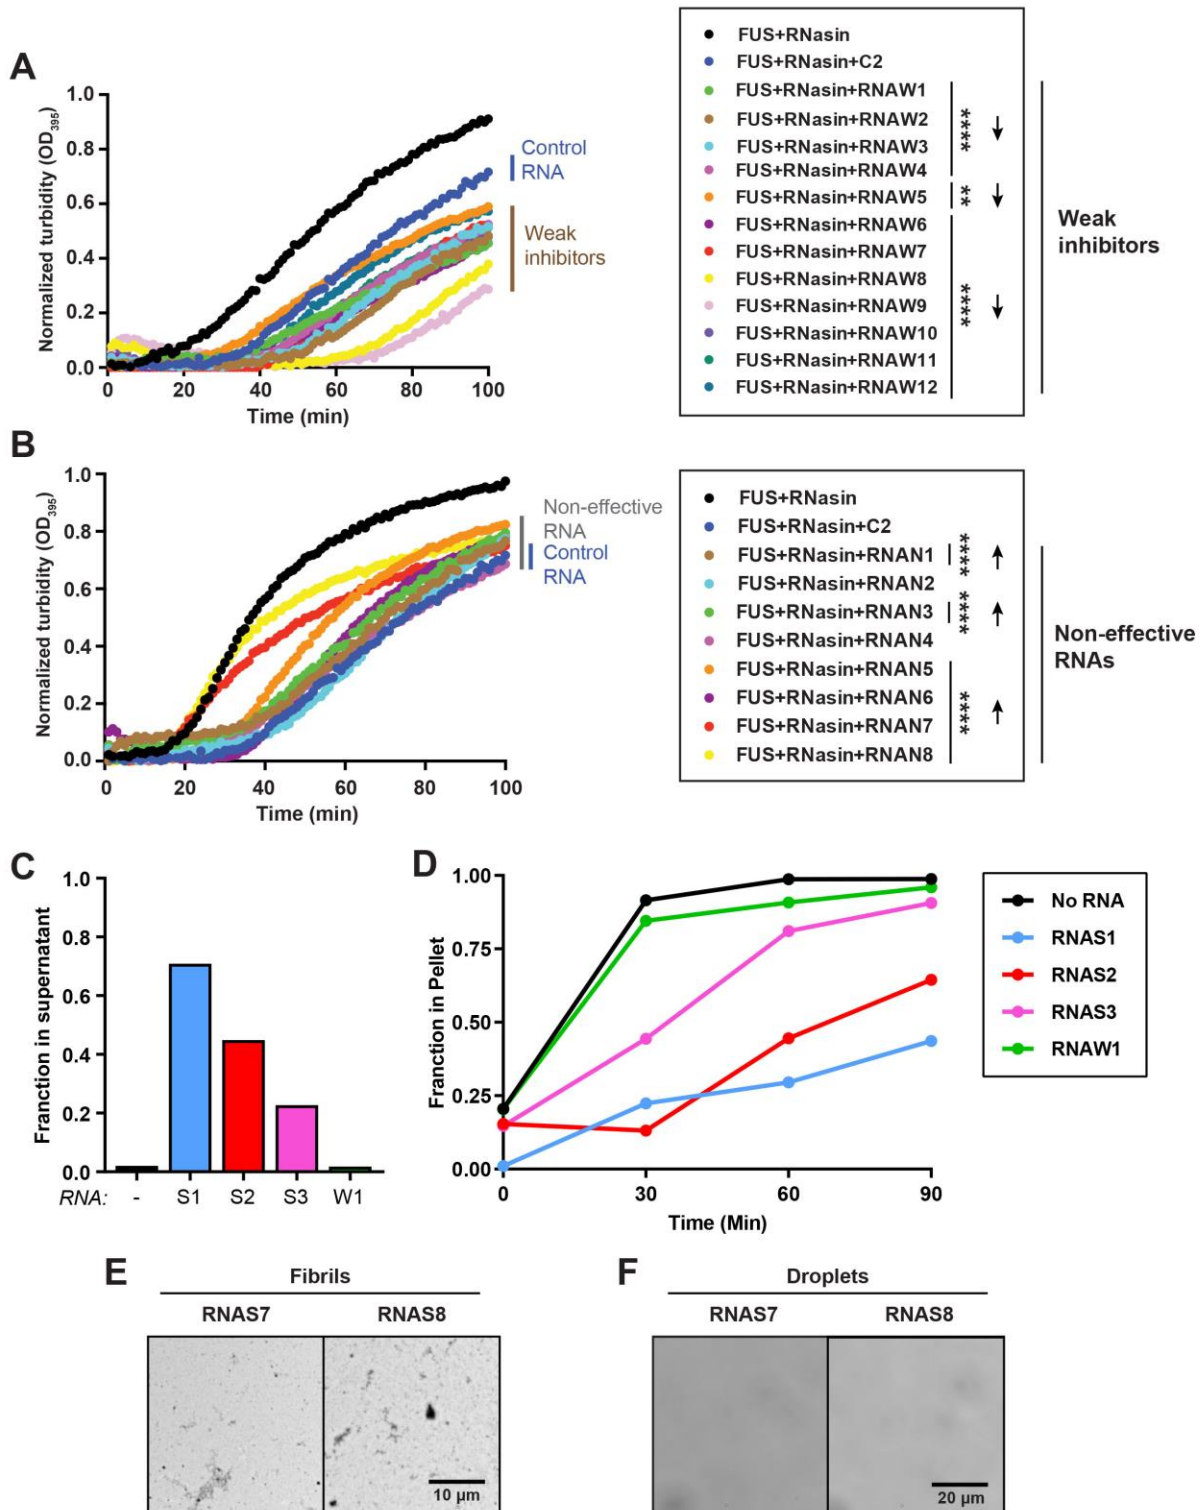 A
Normalized turbidity (OD395)
1.0
0.8
0.6
0.4
0.2
0.0
0
20
40
60
80
100
Time (min)
Control
RNA
Weak
inhibitors
FUS+RNasin
FUS+RNasin+C2
FUS+RNasin+RNAW1
FUS+RNasin+RNAW2
FUS+RNasin+RNAW3
FUS+RNasin+RNAW4
FUS+RNasin+RNAW5
FUS+RNasin+RNAW6
FUS+RNasin+RNAW7
FUS+RNasin+RNAW8
FUS+RNasin+RNAW9
FUS+RNasin+RNAW10
FUS+RNasin+RNAW11
FUS+RNasin+RNAW12
****
**
****
Weak
inhibitors
B
Normalized turbidity (OD395)
1.0
0.8
0.6
0.4
0.2
0.0
0
20
40
60
80
100
Time (min)
Non-effective
RNA
Control
RNA
FUS+RNasin
FUS+RNasin+C2
FUS+RNasin+RNAN1
FUS+RNasin+RNAN2
FUS+RNasin+RNAN3
FUS+RNasin+RNAN4
FUS+RNasin+RNAN5
FUS+RNasin+RNAN6
FUS+RNasin+RNAN7
FUS+RNasin+RNAN8
****
****
****
Non-effective
RNAs
C
Franction in supernatant
1.0
0.8
0.6
0.4
0.2
0.0
RNA: - S1 S2 S3 W1
D
Franction in Pellet
1.00
0.75
0.50
0.25
0.00
0
30
60
90
Time (Min)
No RNA
RNAS1
RNAS2
RNAS3
RNAW1
E
Fibrils
RNAS7
RNAS8
10 µm
F
Droplets
RNAS7
RNAS8
20 µm